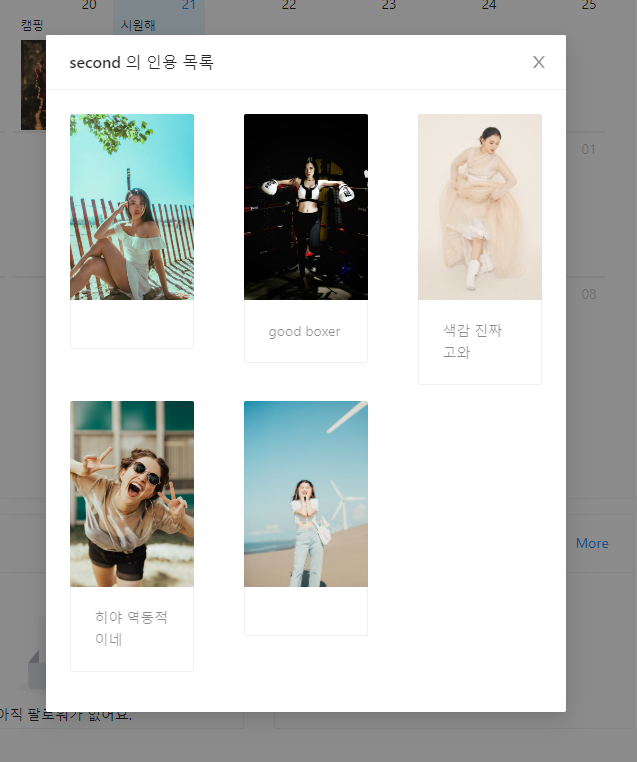 20 21 22 23 24 25
캠핑 시원해
second 의 인용 목록 X
01
08
good boxer
색감 진짜
고와
히야 역동적
이네
More
아직 팔로워가 없어요.